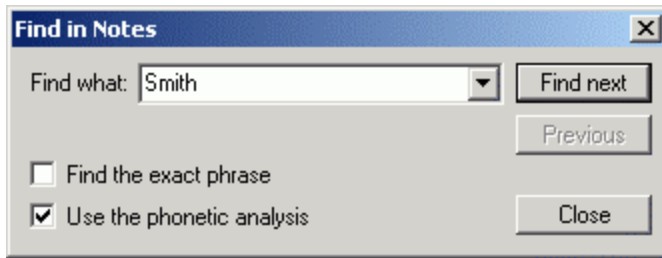 Find in Notes
Find what: Smith Find next
Previous
Find the exact phrase
Use the phonetic analysis Close